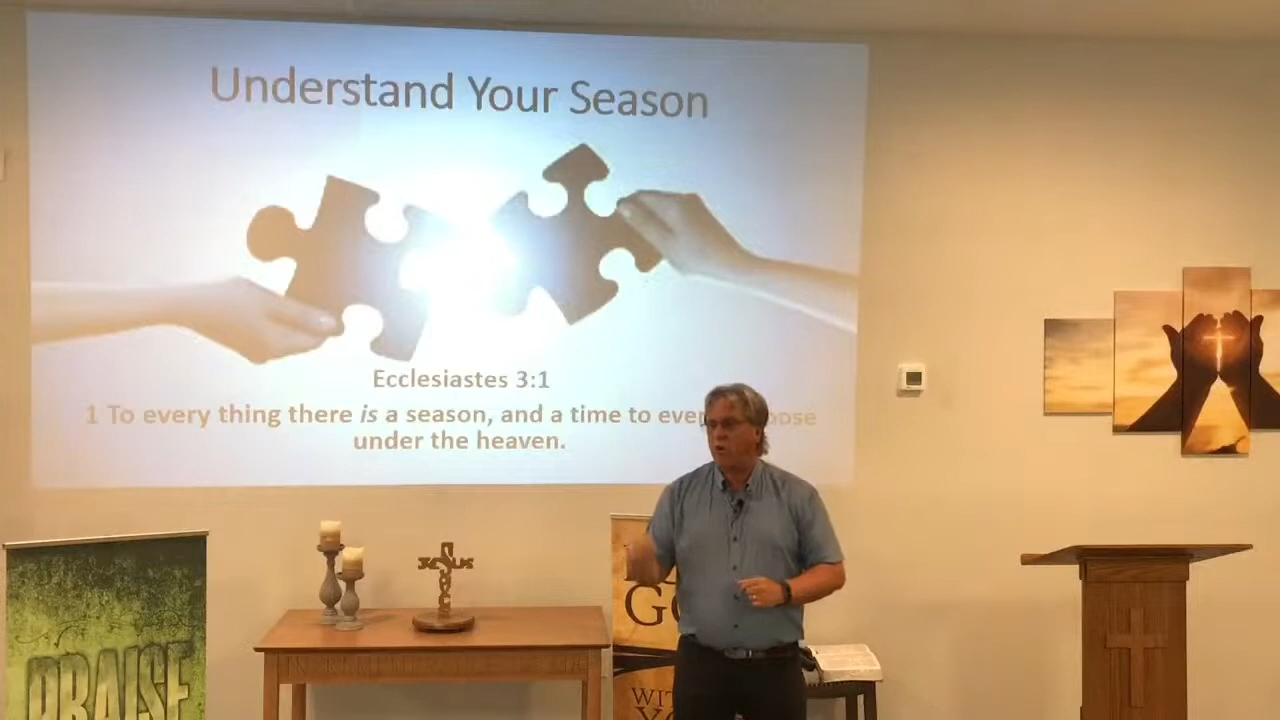 Understand Your Season
Ecclesiastes 3:1
1 To every thing there is a season, and a time to
under the heaven.
JESUS
PRAISE